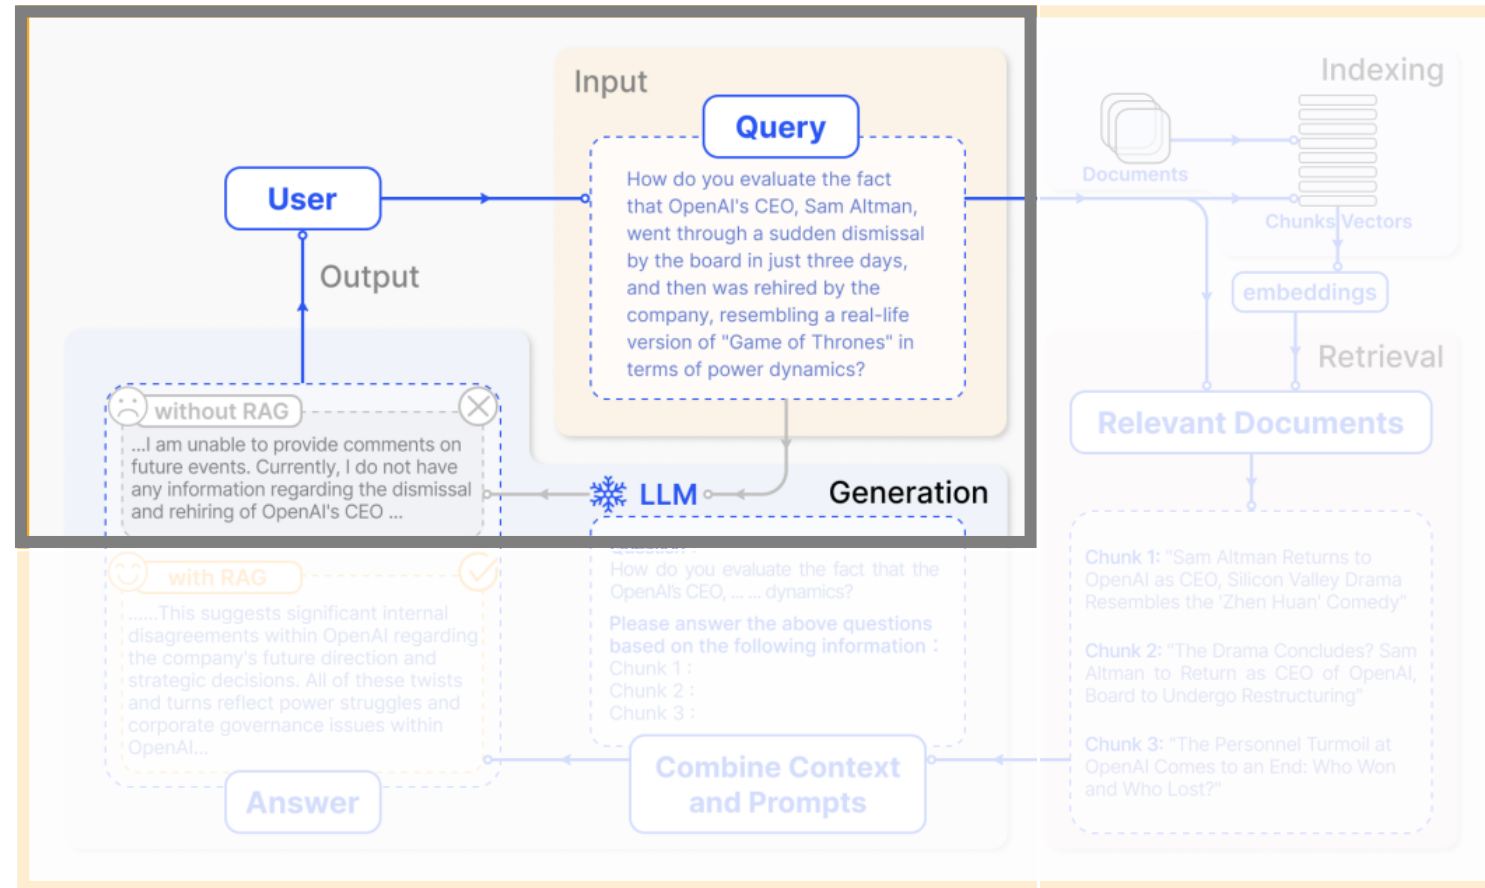 Input
Query
How do you evaluate the fact
that OpenAI's CEO, Sam Altman,
went through a sudden dismissal
by the board in just three days,
and then was rehired by the
company, resembling a real-life
version of "Game of Thrones" in
terms of power dynamics?
User
Output
without RAG
...I am unable to provide comments on
future events. Currently, I do not have
any information regarding the dismissal
and rehiring of OpenAI's CEO ...
LLM
Generation
with RAG
......This suggests significant internal
disagreements within OpenAI regarding
the company's future direction and
strategic decisions. All of these twists
and turns reflect power struggles and
corporate governance issues within
OpenAI...
Answer
Question :
How do you evaluate the fact that the
OpenAI's CEO, ... ... dynamics?
Please answer the above questions
based on the following information :
Chunk 1 :
Chunk 2 :
Chunk 3 :
Combine Context
and Prompts
Indexing
Documents
Chunks Vectors
embeddings
Retrieval
Relevant Documents
Chunk 1: "Sam Altman Returns to
OpenAI as CEO, Silicon Valley Drama
Resembles the 'Zhen Huan' Comedy"
Chunk 2: "The Drama Concludes? Sam
Altman to Return as CEO of OpenAI,
Board to Undergo Restructuring"
Chunk 3: "The Personnel Turmoil at
OpenAI Comes to an End: Who Won
and Who Lost?"